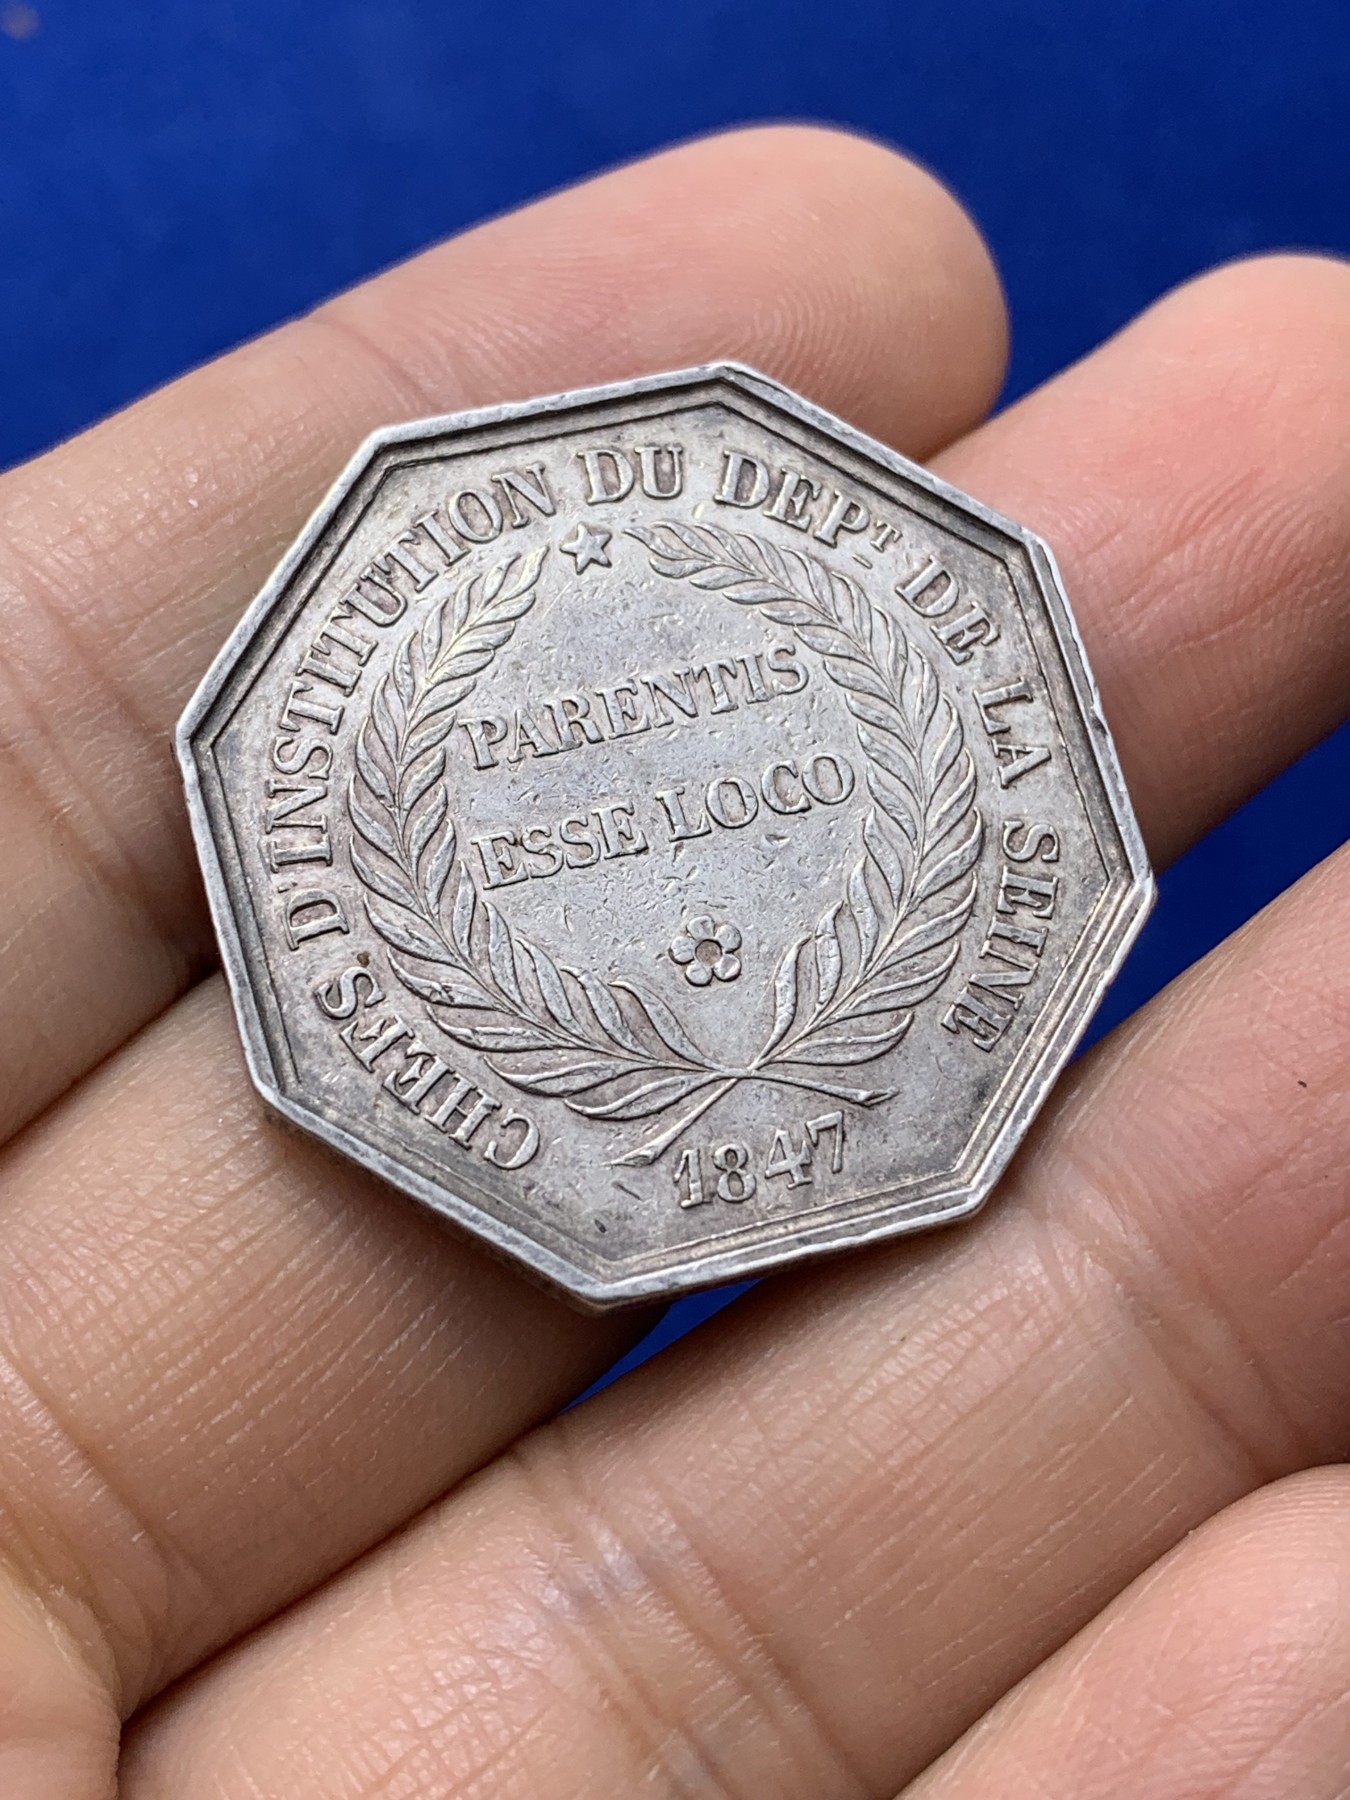 CHEFS D'INSTITUTION DU DEPT DE LA SEINE
PARENTIS
ESSE LOCO
1847